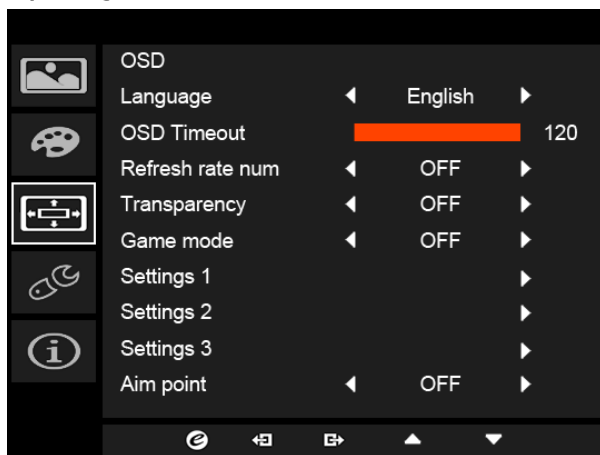 OSD
Language English
OSD Timeout 120
Refresh rate num OFF
Transparency OFF
Game mode OFF
Settings 1
Settings 2
Settings 3
Aim point OFF